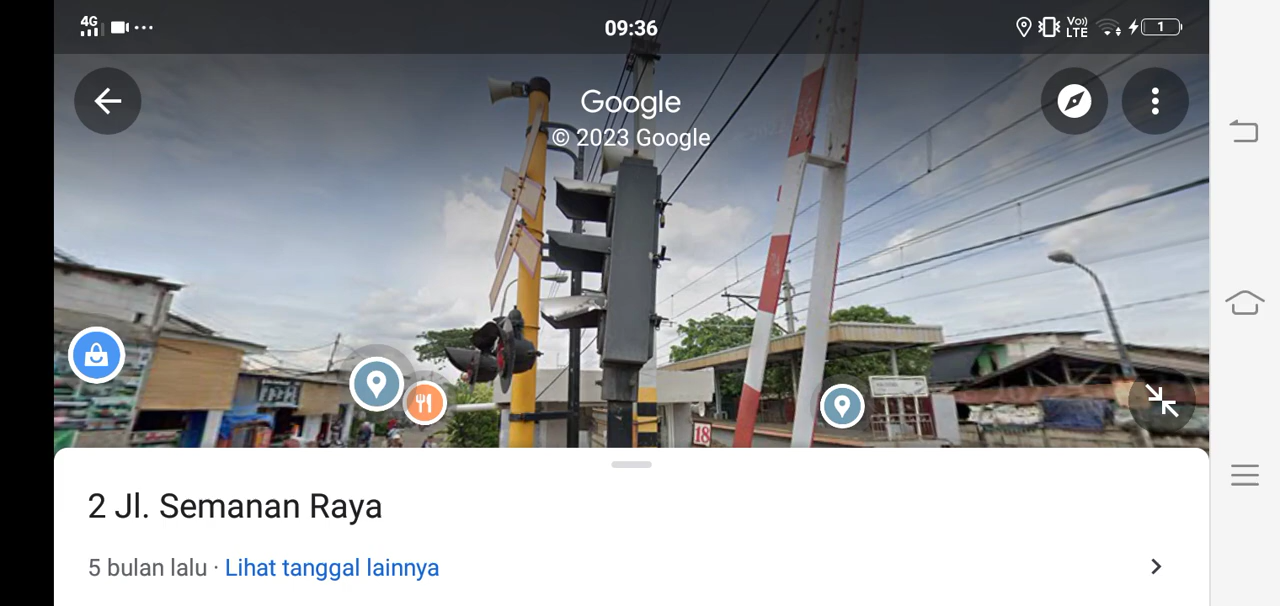 4G
09:36
Vo))
LTE
1
Google
© 2023 Google
18
2 Jl. Semanan Raya
5 bulan lalu · Lihat tanggal lainnya